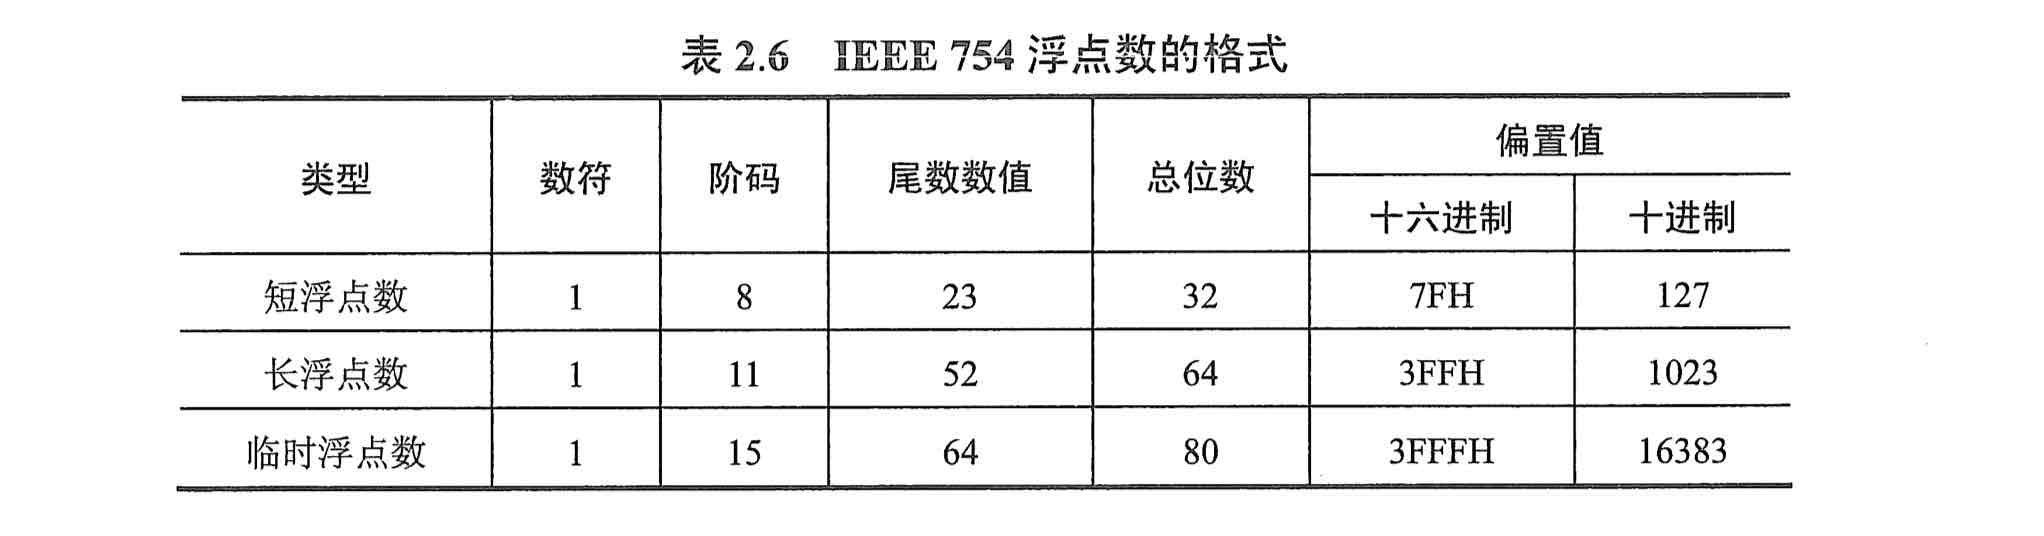 表 2.6 IEEE 754 浮点数的格式
类型 数符 阶码 尾数数值 总位数 偏置值
十六进制 十进制
短浮点数 1 8 23 32 7FH 127
长浮点数 1 11 52 64 3FFH 1023
临时浮点数 1 15 64 80 3FFFH 16383